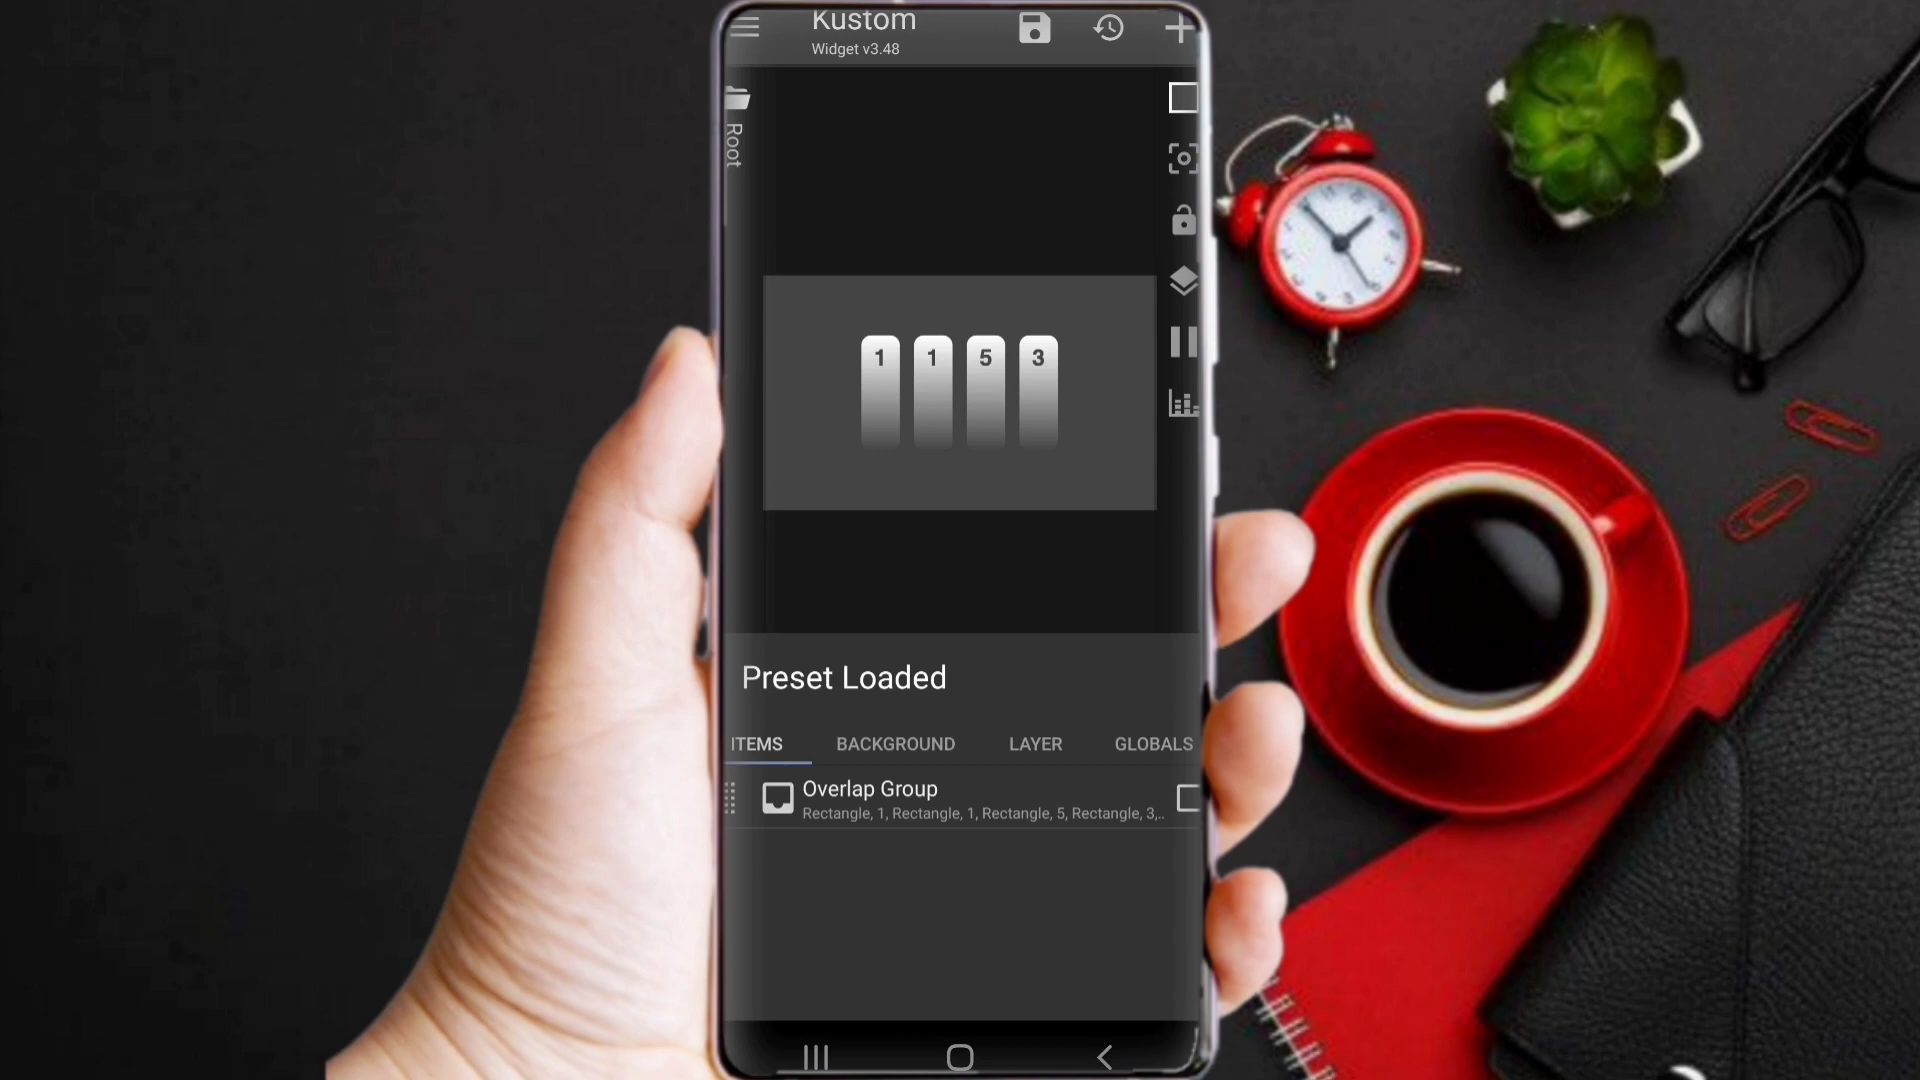 Kustom
Widget v3.48
Root
1 1 5 3
Preset Loaded
ITEMS BACKGROUND LAYER GLOBALS
Overlap Group
Rectangle, 1, Rectangle, 1, Rectangle, 5, Rectangle, 3,..